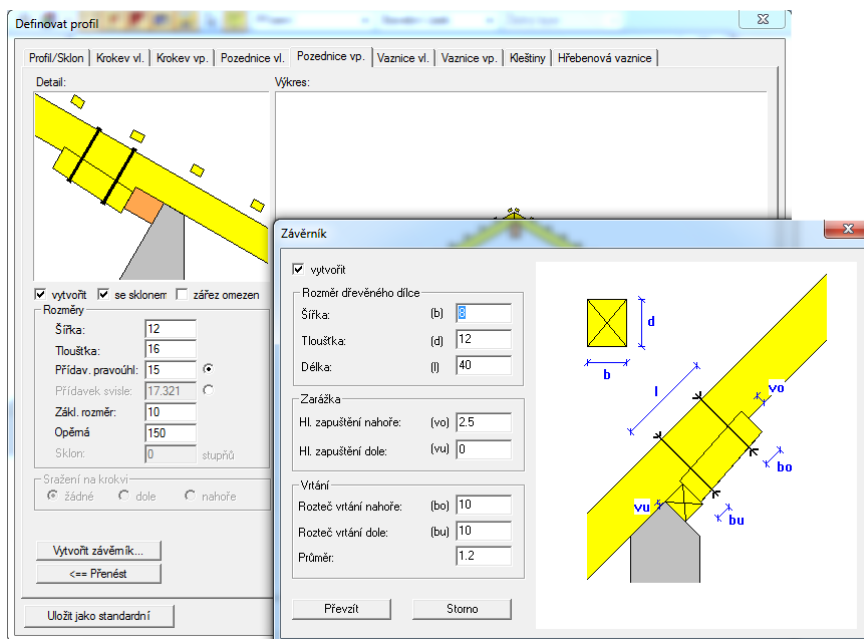 Definovat profil
Profil/Sklon Krokev vl. Krokev vp. Pozednice vl. Pozednice vp. Vaznice vl. Vaznice vp. Kleštiny Hřebenová vaznice
Detail:
Výkres:
vytvořit se sklonem zářez omezen
Rozměry
Šířka: 12
Tloušťka: 16
Přídav. pravoúhl: 15
Přídavek svisle: 17.321
Zákl. rozměr: 10
Opěrná 150
Sklon: 0 stupňů
Sražení na krokvi
žádné dole nahoře
Vytvořit závěrník...
<== Přenést
Uložit jako standardní
Závěrník
vytvořit
Rozměr dřevěného dílce
Šířka: (b) 8
Tloušťka: (d) 12
Délka: (l) 40
Zarážka
Hl. zapuštění nahoře: (vo) 2.5
Hl. zapuštění dole: (vu) 0
Vrtání
Rozteč vrtání nahoře: (bo) 10
Rozteč vrtání dole: (bu) 10
Průměr: 1.2
Převzít Storno
d
b
l
vo
bo
vu
bu